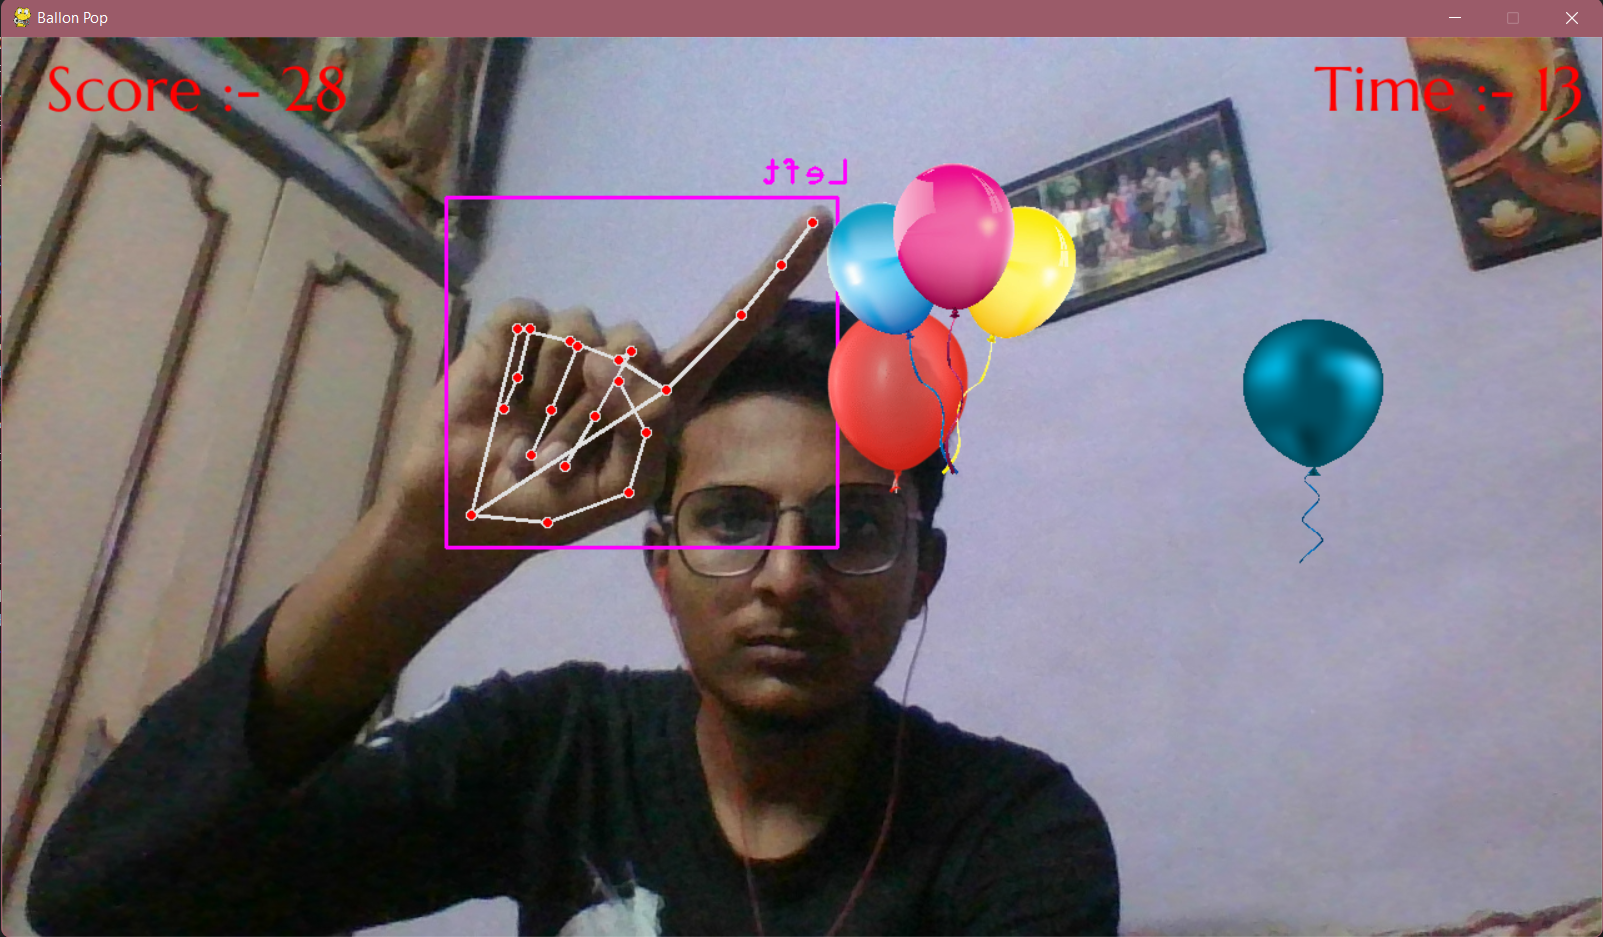 Ballon Pop
Score :- 28
Time :- 13
Left